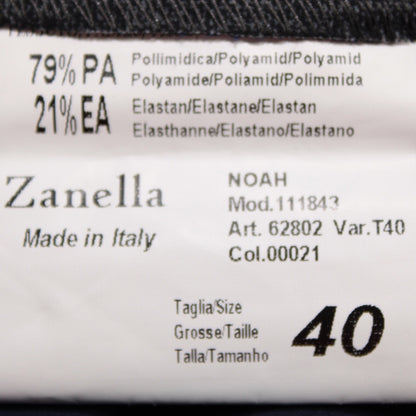 79% PA Pollimidica/Polyamid/Polyamid
Polyamide/Poliamid/Polimmida
21% EA Elastan/Elastane/Elastan
Elasthanne/Elastano/Elastano
Zanella
Made in Italy
NOAH
Mod.111843
Art. 62802 Var.T40
Col.00021
Taglia/Size
Grosse/Taille
Talla/Tamanho
40